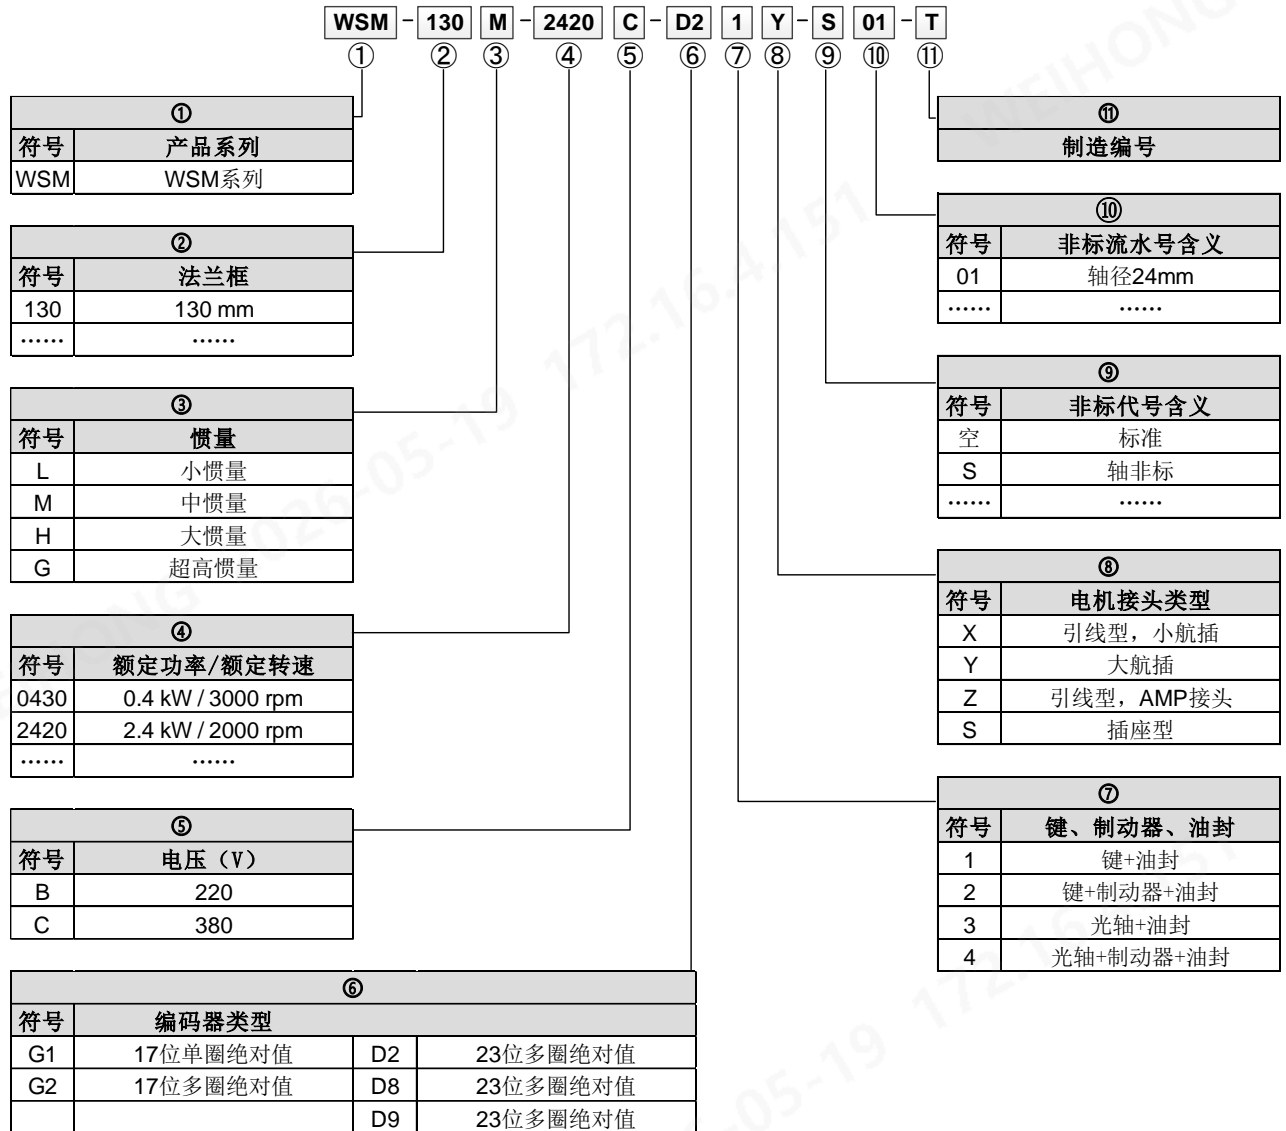 WSM - 130 M - 2420 C - D2 1 Y - S 01 - T
① ② ③ ④ ⑤ ⑥ ⑦ ⑧ ⑨ ⑩ ⑪
①
符号 产品系列
WSM WSM系列
②
符号 法兰框
130 130 mm
…… ……
③
符号 惯量
L 小惯量
M 中惯量
H 大惯量
G 超高惯量
④
符号 额定功率/额定转速
0430 0.4 kW / 3000 rpm
2420 2.4 kW / 2000 rpm
…… ……
⑤
符号 电压（V）
B 220
C 380
⑥
符号 编码器类型
G1 17位单圈绝对值 D2 23位多圈绝对值
G2 17位多圈绝对值 D8 23位多圈绝对值
D9 23位多圈绝对值
⑪
制造编号
⑩
符号 非标流水号含义
01 轴径24mm
…… ……
⑨
符号 非标代号含义
空 标准
S 轴非标
…… ……
⑧
符号 电机接头类型
X 引线型，小航插
Y 大航插
Z 引线型，AMP接头
S 插座型
⑦
符号 键、制动器、油封
1 键+油封
2 键+制动器+油封
3 光轴+油封
4 光轴+制动器+油封
WEIHONG
WEIHONG 2026-05-19 172.16.4.151